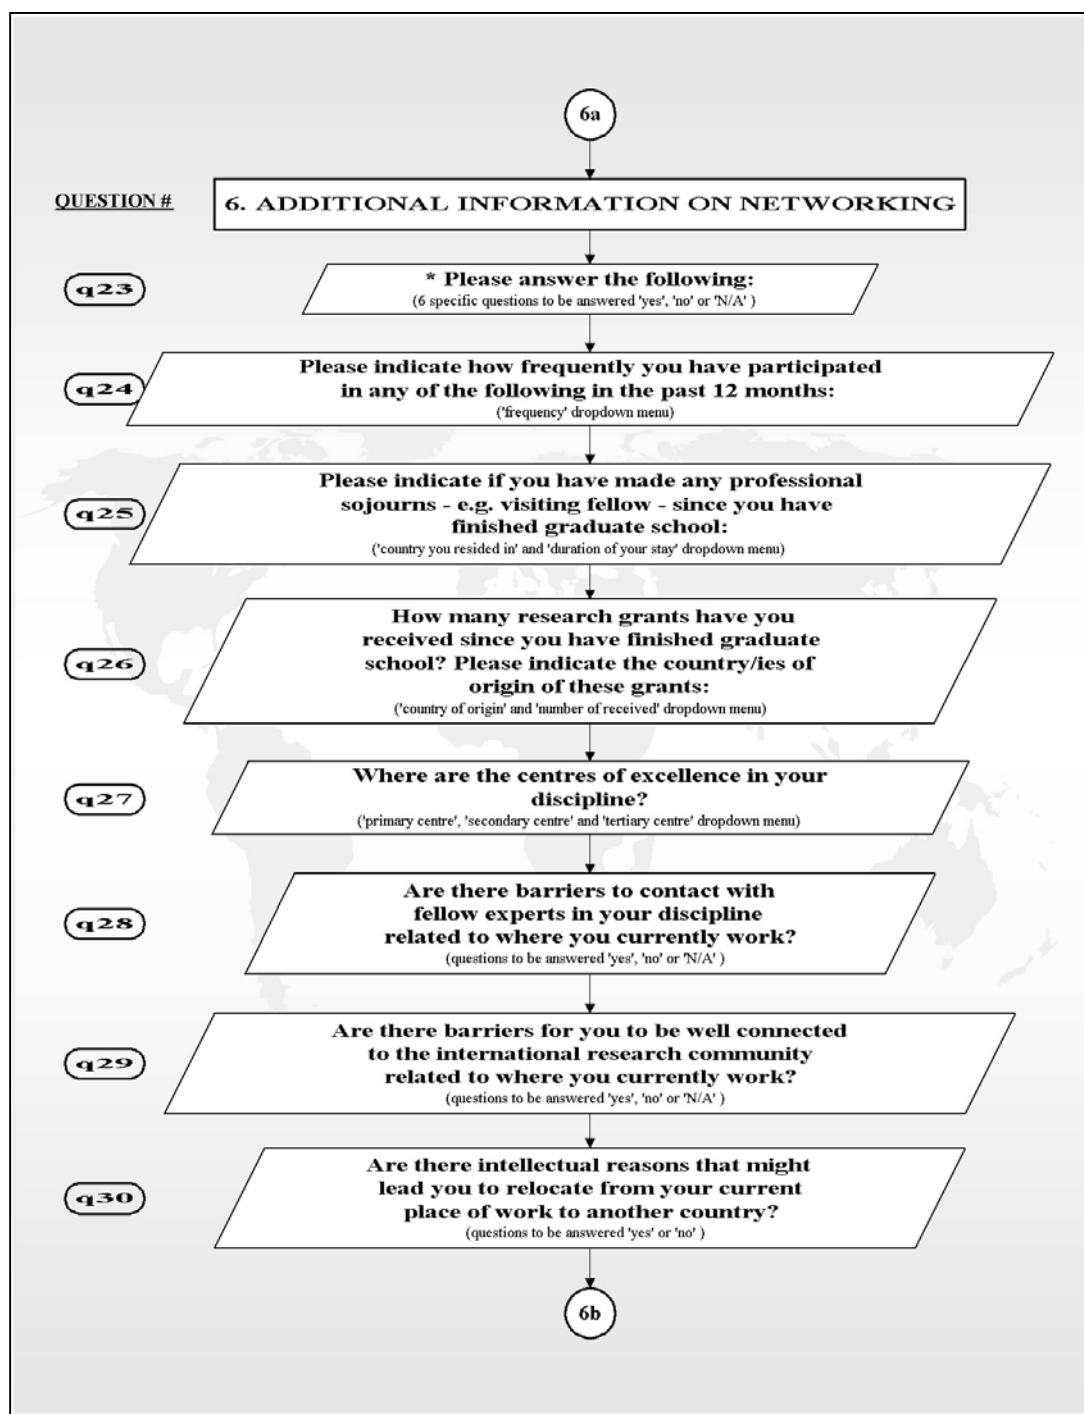 6a
QUESTION #
6. ADDITIONAL INFORMATION ON NETWORKING
q23
* Please answer the following:
(6 specific questions to be answered 'yes', 'no' or 'N/A' )
q24
Please indicate how frequently you have participated
in any of the following in the past 12 months:
('frequency' dropdown menu)
q25
Please indicate if you have made any professional
sojourns - e.g. visiting fellow - since you have
finished graduate school:
('country you resided in' and 'duration of your stay' dropdown menu)
q26
How many research grants have you
received since you have finished graduate
school? Please indicate the country/ies of
origin of these grants:
('country of origin' and 'number of received' dropdown menu)
q27
Where are the centres of excellence in your
discipline?
('primary centre', 'secondary centre' and 'tertiary centre' dropdown menu)
q28
Are there barriers to contact with
fellow experts in your discipline
related to where you currently work?
(questions to be answered 'yes', 'no' or 'N/A' )
q29
Are there barriers for you to be well connected
to the international research community
related to where you currently work?
(questions to be answered 'yes', 'no' or 'N/A' )
q30
Are there intellectual reasons that might
lead you to relocate from your current
place of work to another country?
(questions to be answered 'yes' or 'no' )
6b